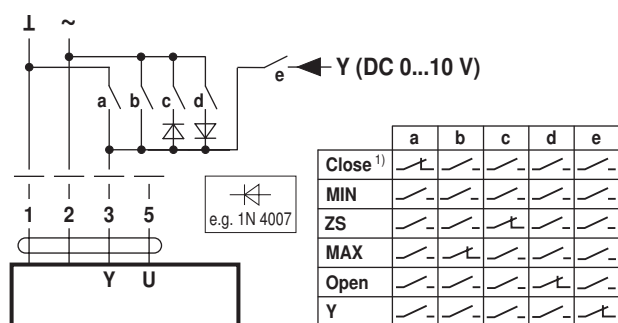 ⊥ ~
a b c d e Y (DC 0...10 V)
1 2 3 5
e.g. 1N 4007
Y U
a b c d e
Close 1)
MIN
ZS
MAX
Open
Y